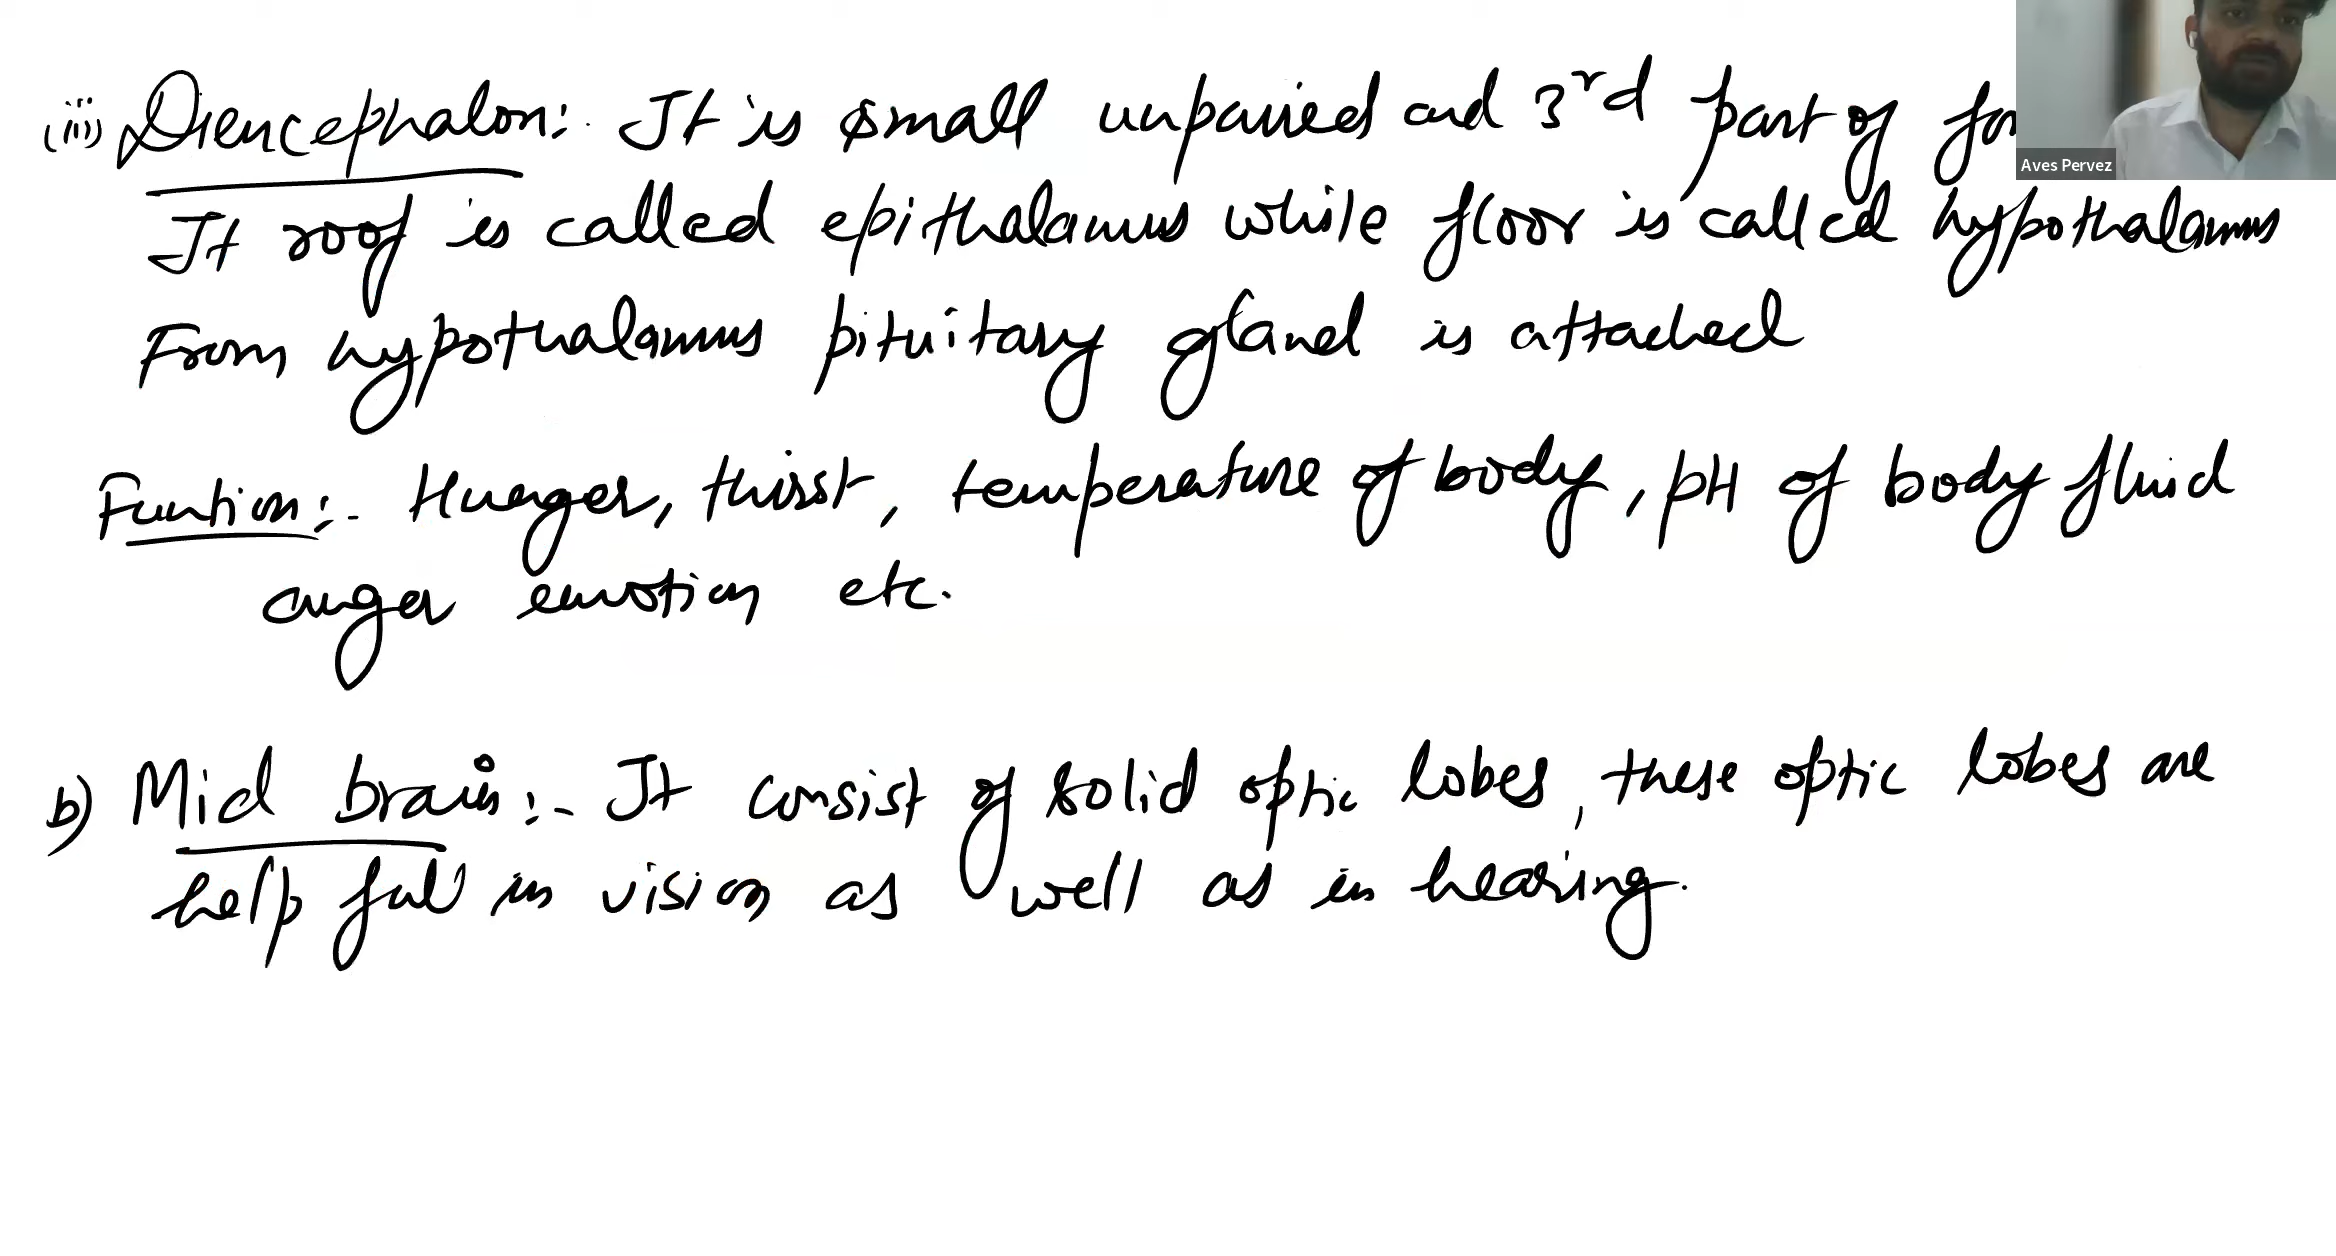 (iii) Diencephalon:- It is small unpaired and 3rd part of fo
It roof is called epithalamus while floor is called hypothalamus
From hypothalamus pituitary gland is attached
Funtion:- Hunger, thirst, temperature of body, pH of body fluid
anger emotion etc.
b) Mid brain:- It consist of solid optic lobes, these optic lobes are
help full in vision as well as in hearing.
Aves Pervez